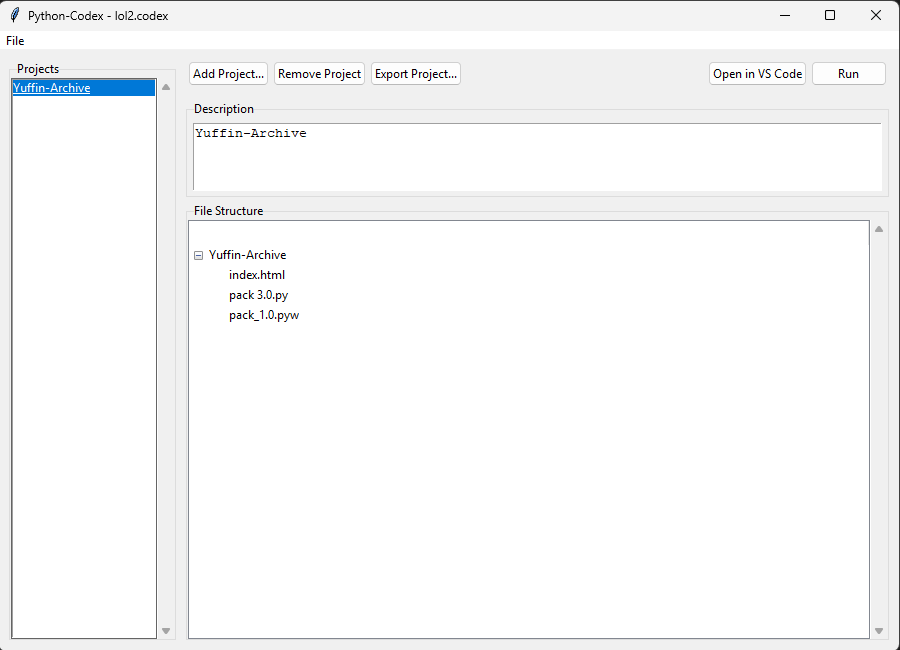 Python-Codex - lol2.codex
File
Projects
Yuffin-Archive
Add Project...
Remove Project
Export Project...
Open in VS Code
Run
Description
Yuffin-Archive
File Structure
Yuffin-Archive
index.html
pack 3.0.py
pack_1.0.pyw